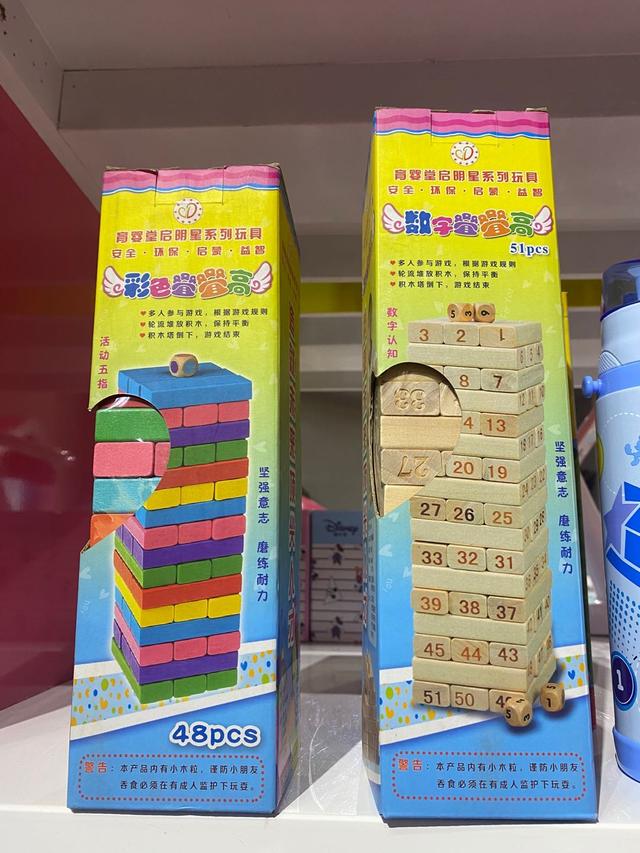 育婴堂启明星系列玩具
安全·环保·启蒙·益智
彩色叠叠高
♥多人参与游戏，根据游戏规则
♥轮流堆放积木，保持平衡
♥积木塔倒下，游戏结束
活动五指
坚强意志 磨练耐力
48pcs
警告：本产品内有小木粒，谨防小朋友
吞食必须在有成人监护下玩耍。
育婴堂启明星系列玩具
安全·环保·启蒙·益智
数字叠叠高
51pcs
♥多人参与游戏，根据游戏规则
♥轮流堆放积木，保持平衡
♥积木塔倒下，游戏结束
数字认知
5 3 9
3 2 1
6 5 4
33 8 7
4 13
27 20 19
27 26 25
33 32 31
39 38 37
45 44 43
51 50
坚强意志 磨练耐力
警告：本产品内有小木粒，谨防小朋友
吞食必须在有成人监护下玩耍。
Disney
1